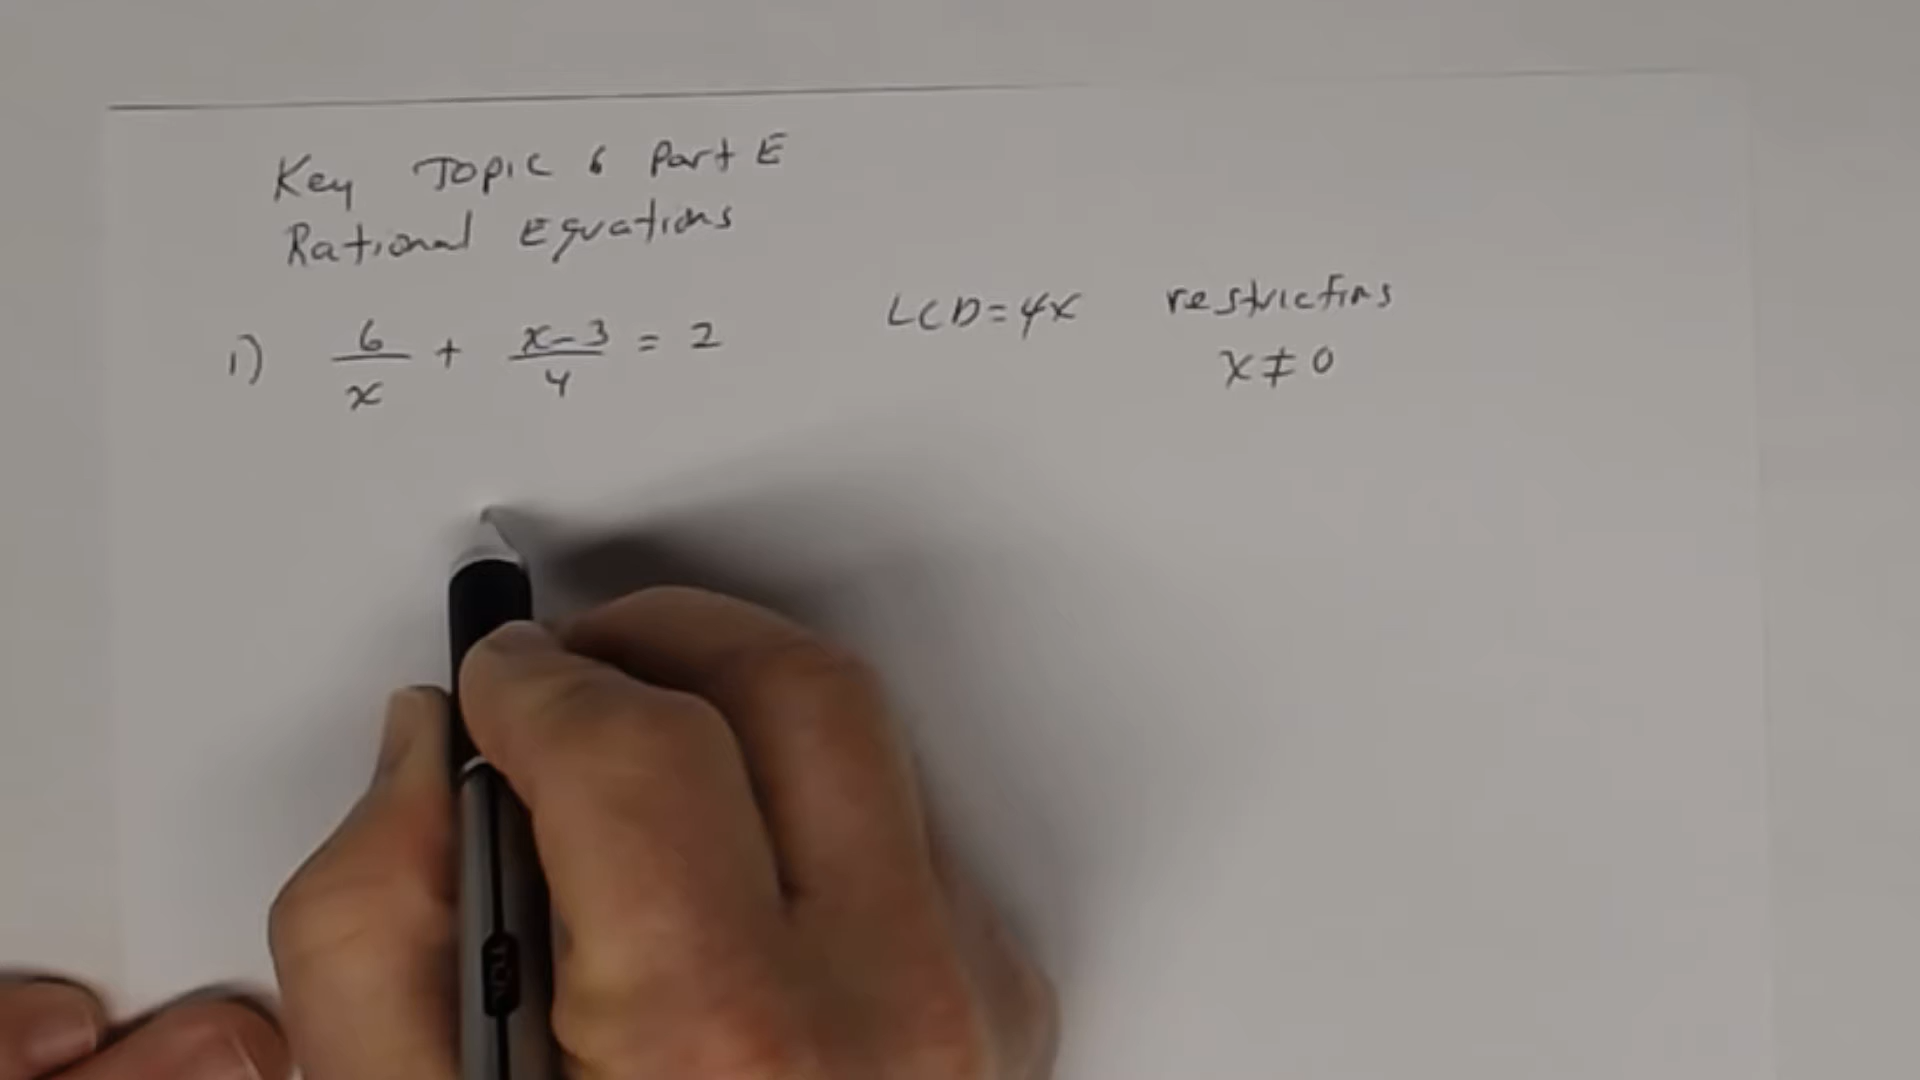 Key Topic 6 Part E
Rational Equations
1) 6/x + x-3/4 = 2
LCD=4x
restrictions
x≠0